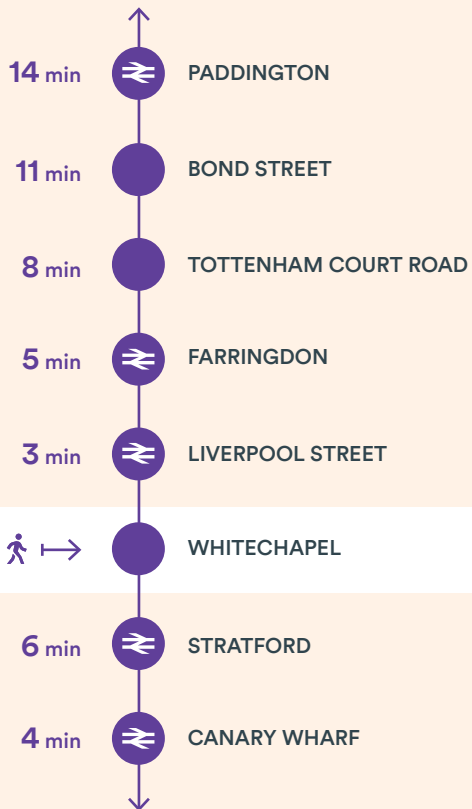 14 min PADDINGTON
11 min BOND STREET
8 min TOTTENHAM COURT ROAD
5 min FARRINGDON
3 min LIVERPOOL STREET
WHITECHAPEL
6 min STRATFORD
4 min CANARY WHARF